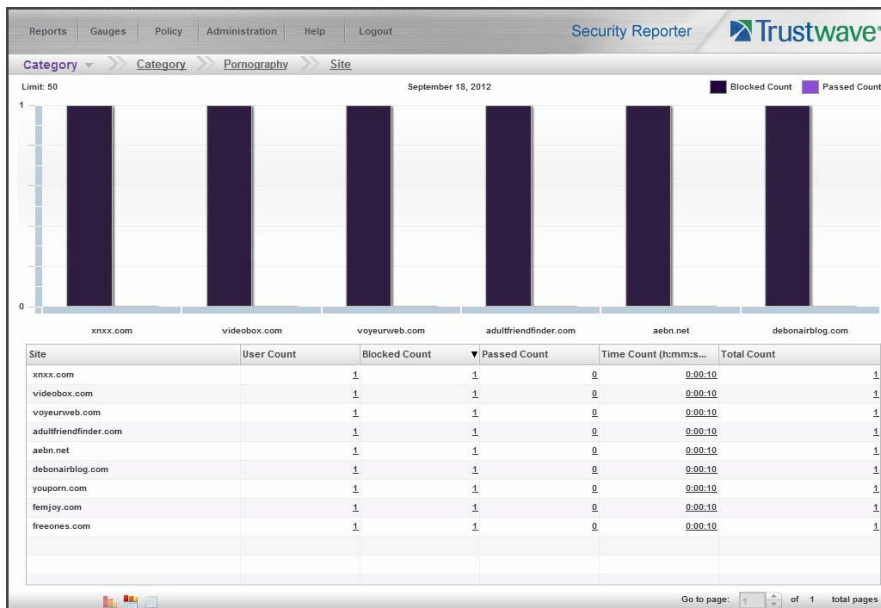 Reports Gauges Policy Administration Help Logout
Security Reporter
Trustwave
Category Category Pornography Site
Limit: 50 September 18, 2012 Blocked Count Passed Count
1
0
xnxx.com videobox.com voyeurweb.com adultfriendfinder.com aebn.net debonairblog.com
Site User Count Blocked Count Passed Count Time Count (h:mm:s... Total Count
xnxx.com 1 1 0 0:00:10 1
videobox.com 1 1 0 0:00:10 1
voyeurweb.com 1 1 0 0:00:10 1
adultfriendfinder.com 1 1 0 0:00:10 1
aebn.net 1 1 0 0:00:10 1
debonairblog.com 1 1 0 0:00:10 1
youporn.com 1 1 0 0:00:10 1
femjoy.com 1 1 0 0:00:10 1
freeones.com 1 1 0 0:00:10 1
Go to page: 1 of 1 total pages